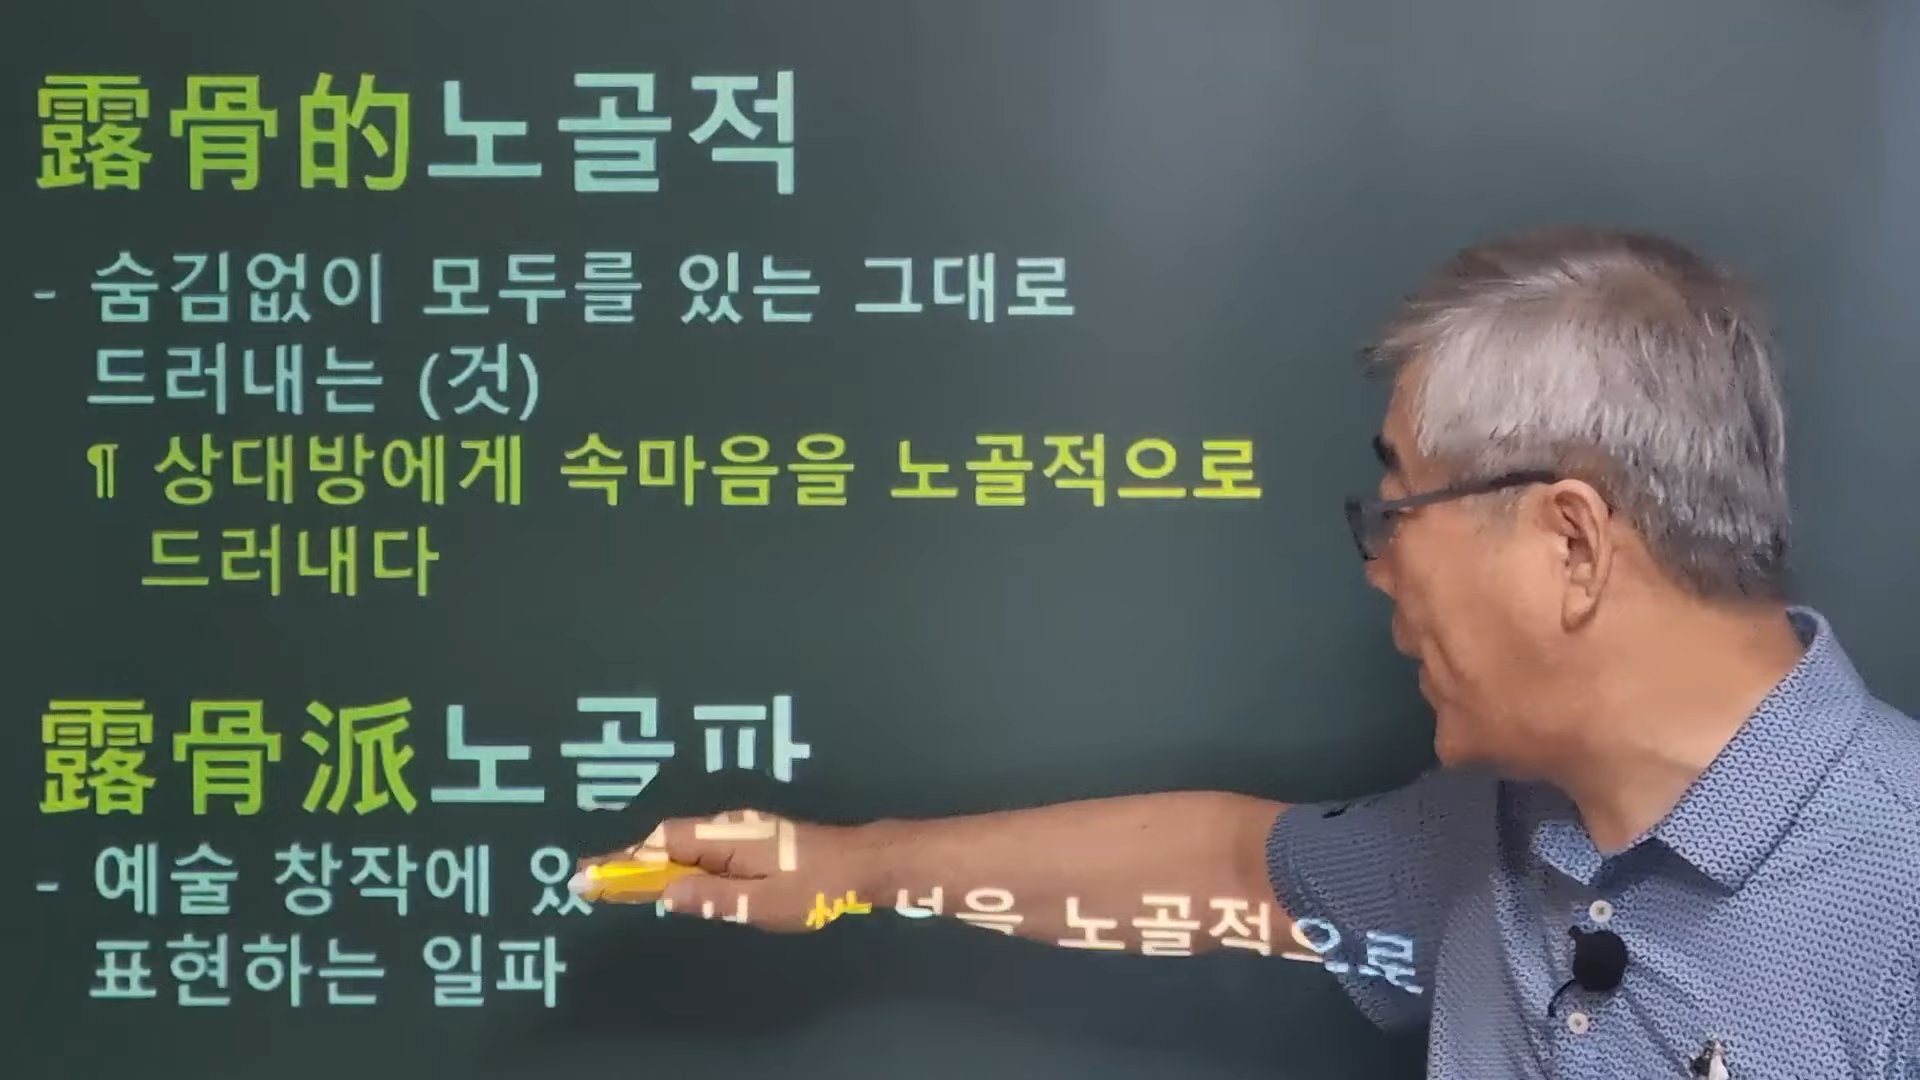 露骨的노골적
- 숨김없이 모두를 있는 그대로
드러내는 (것)
¶ 상대방에게 속마음을 노골적으로
드러내다
露骨派노골파
- 예술 창작에 노골적으로
표현하는 일파